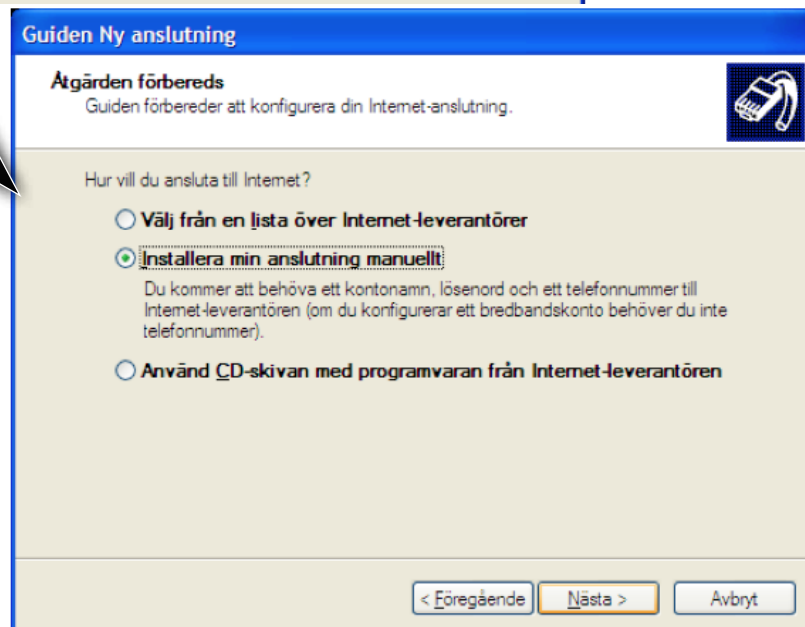 Guiden Ny anslutning
Åtgärden förbereds
Guiden förbereder att konfigurera din Internet-anslutning.
Hur vill du ansluta till Internet?
Välj från en lista över Internet-leverantörer
Installera min anslutning manuellt
Du kommer att behöva ett kontonamn, lösenord och ett telefonnummer till
Internet-leverantören (om du konfigurerar ett bredbandskonto behöver du inte
telefonnummer).
Använd CD-skivan med programvaran från Internet-leverantören
< Föregående Nästa > Avbryt